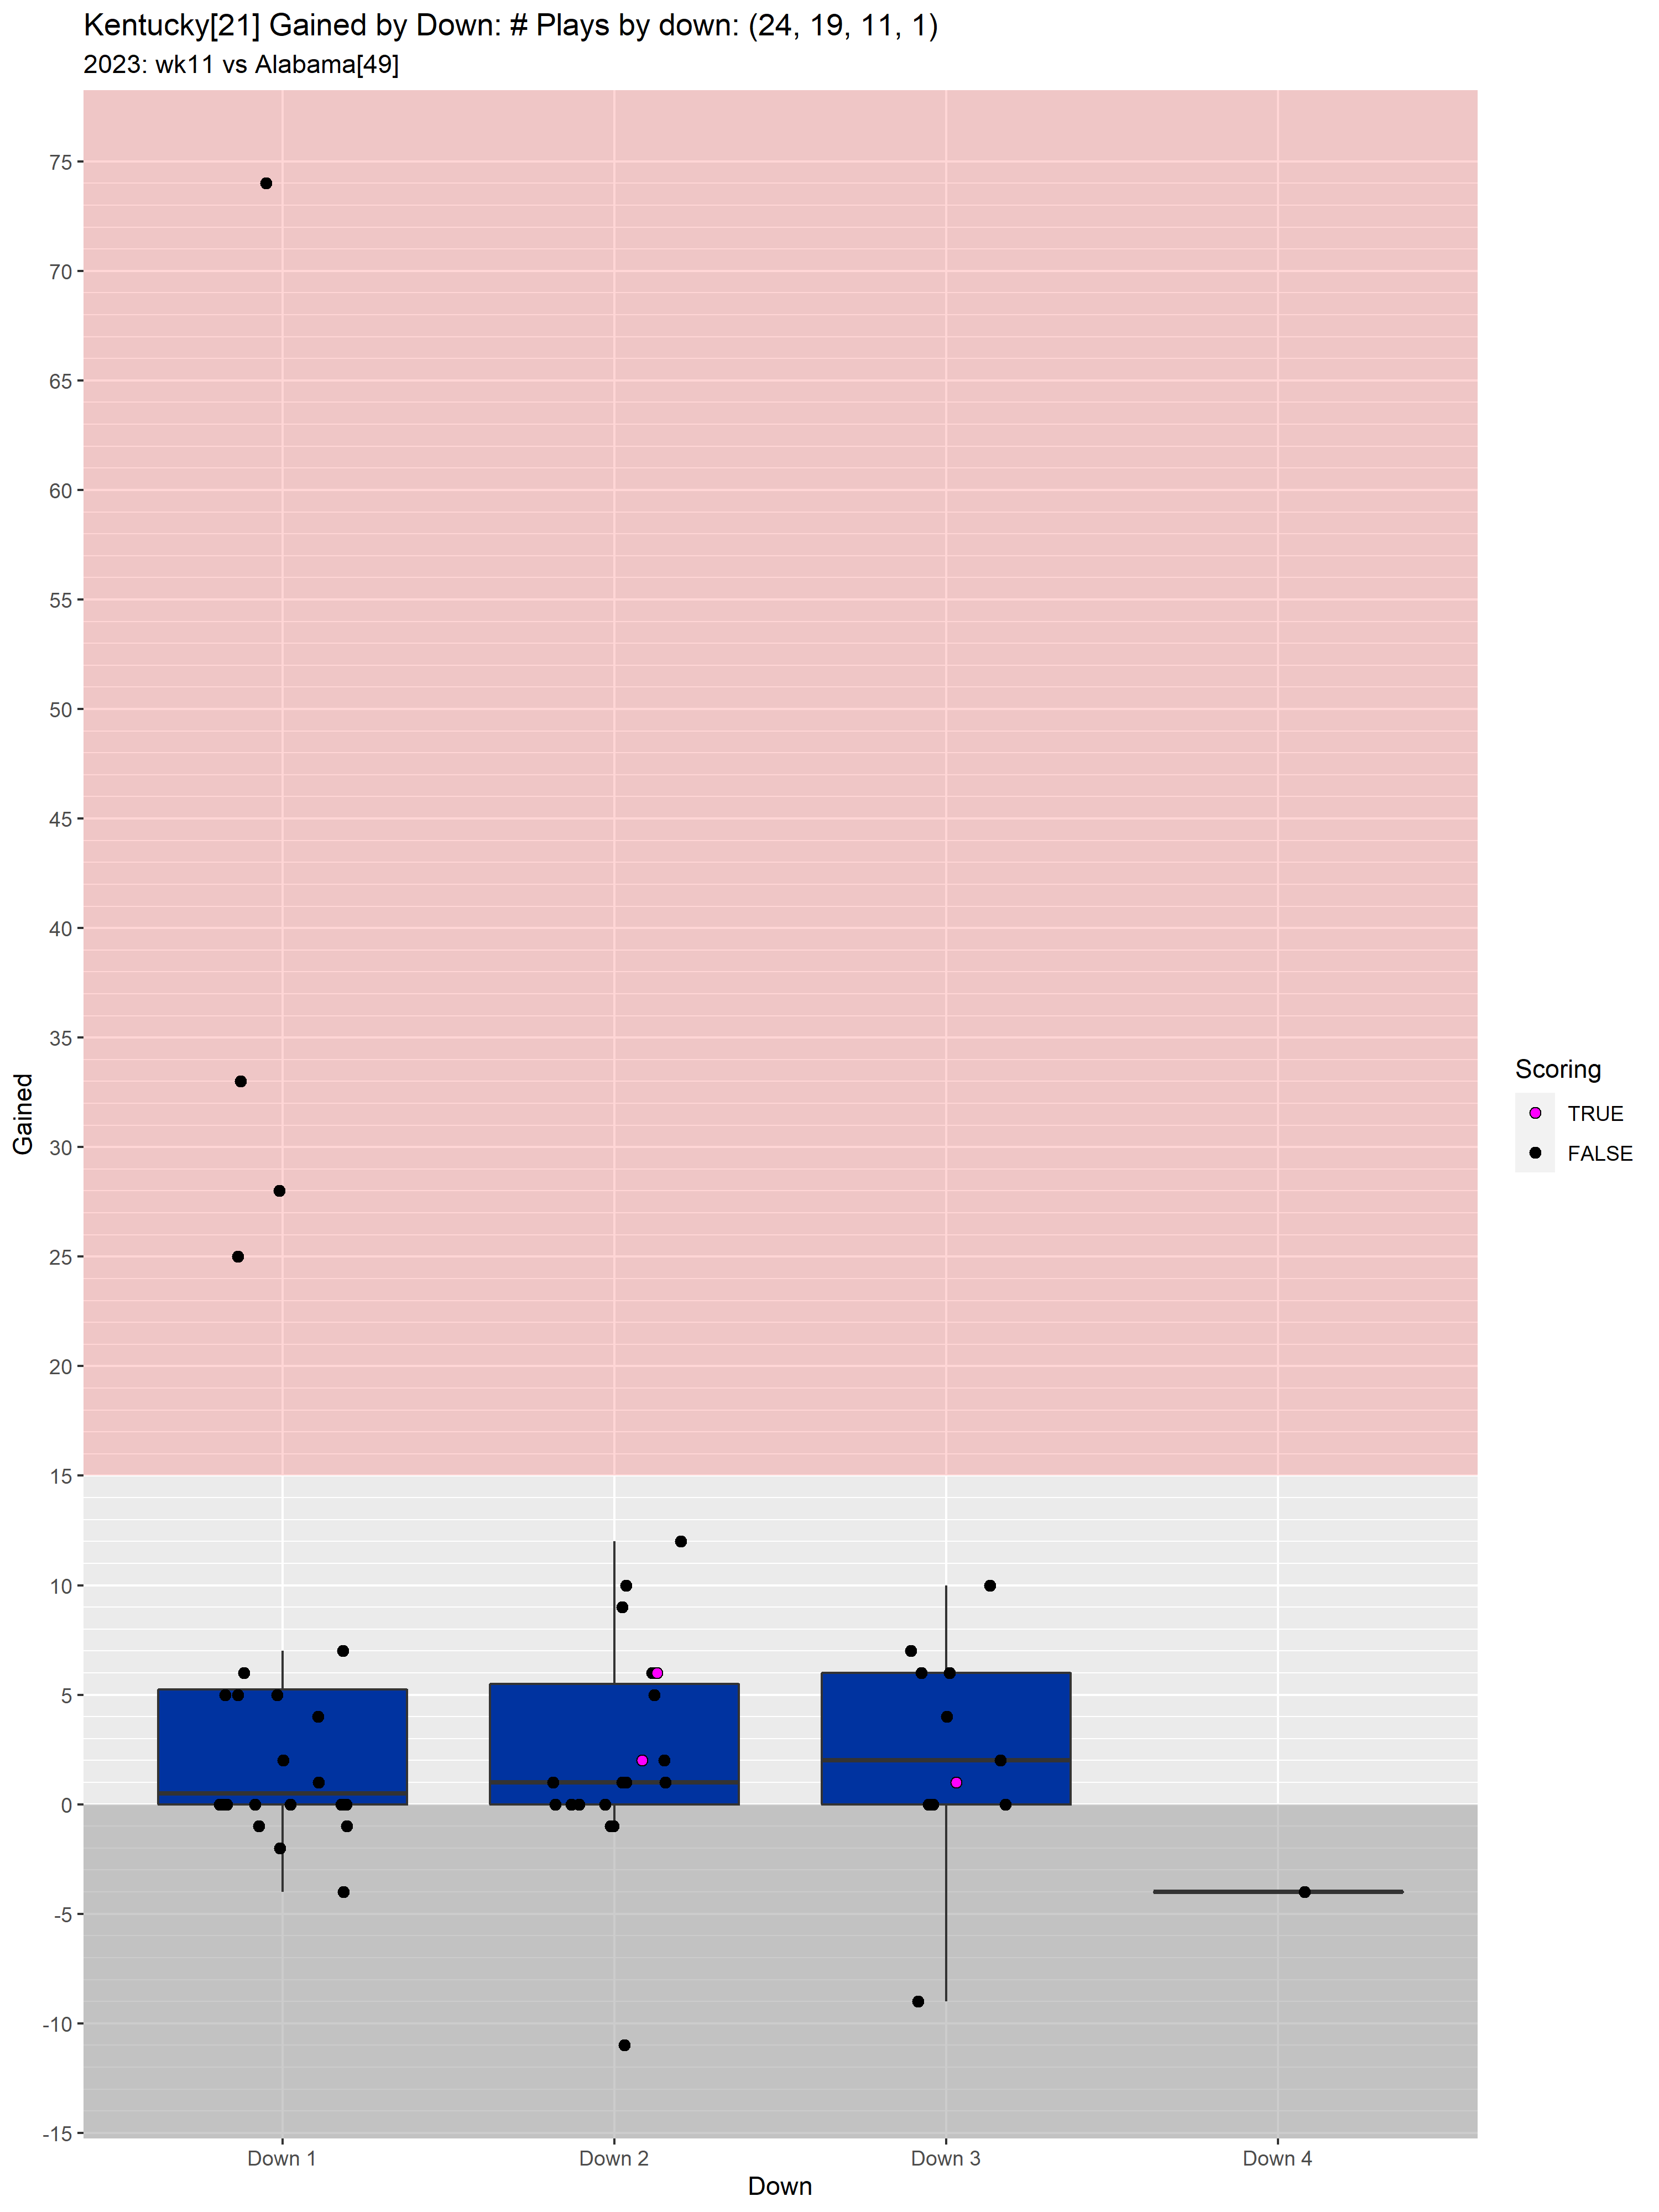 Kentucky[21] Gained by Down: # Plays by down: (24, 19, 11, 1)
2023: wk11 vs Alabama[49]
75
70
65
60
55
50
45
40
35
30
25
20
15
10
5
0
-5
-10
-15
Gained
Down 1
Down 2
Down 3
Down 4
Down
Scoring
TRUE
FALSE